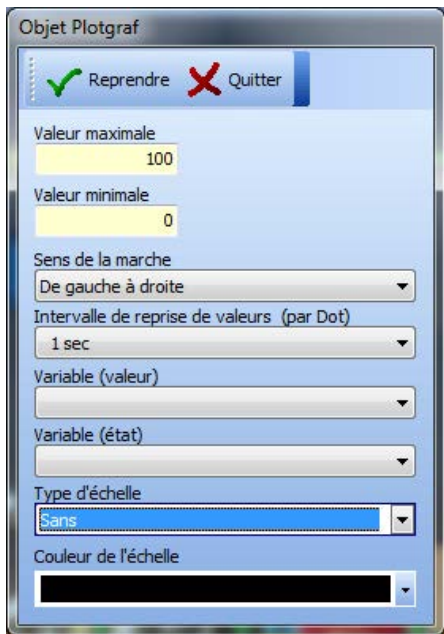 Objet Plotgraf
Reprendre Quitter
Valeur maximale
100
Valeur minimale
0
Sens de la marche
De gauche à droite
Intervalle de reprise de valeurs (par Dot)
1 sec
Variable (valeur)
Variable (état)
Type d'échelle
Sans
Couleur de l'échelle